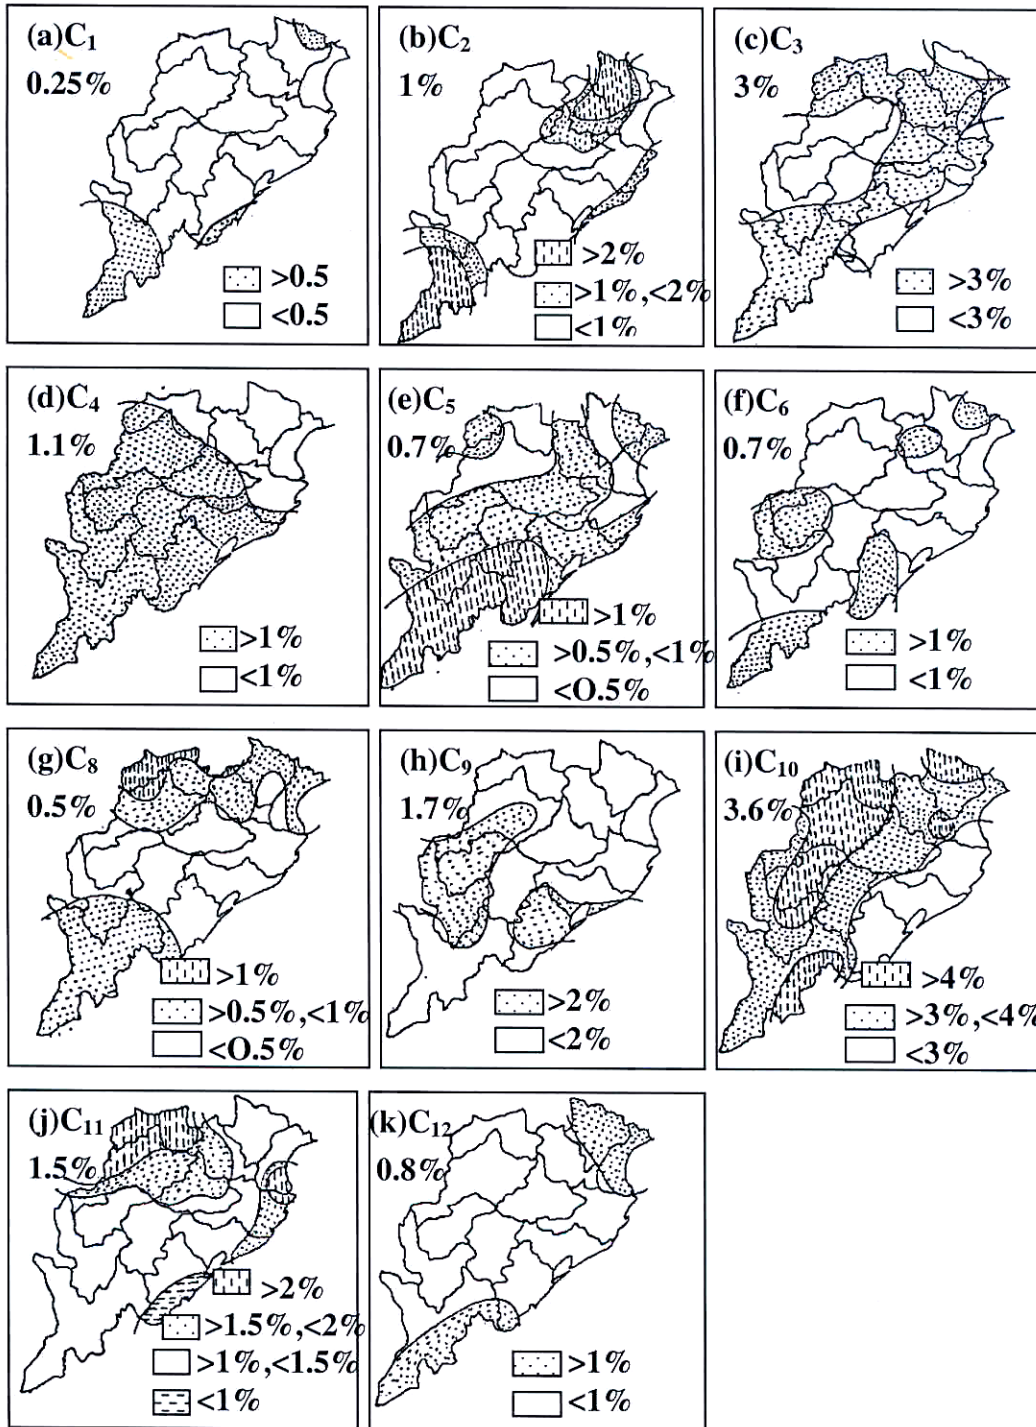 (a)C₁
0.25%
>0.5
<0.5
(b)C₂
1%
>2%
>1%,<2%
<1%
(c)C₃
3%
>3%
<3%
(d)C₄
1.1%
>1%
<1%
(e)C₅
0.7%
>1%
>0.5%,<1%
<O.5%
(f)C₆
0.7%
>1%
<1%
(g)C₈
0.5%
>1%
>0.5%,<1%
<O.5%
(h)C₉
1.7%
>2%
<2%
(i)C₁₀
3.6%
>4%
>3%,<4%
<3%
(j)C₁₁
1.5%
>2%
>1.5%,<2%
>1%,<1.5%
<1%
(k)C₁₂
0.8%
>1%
<1%